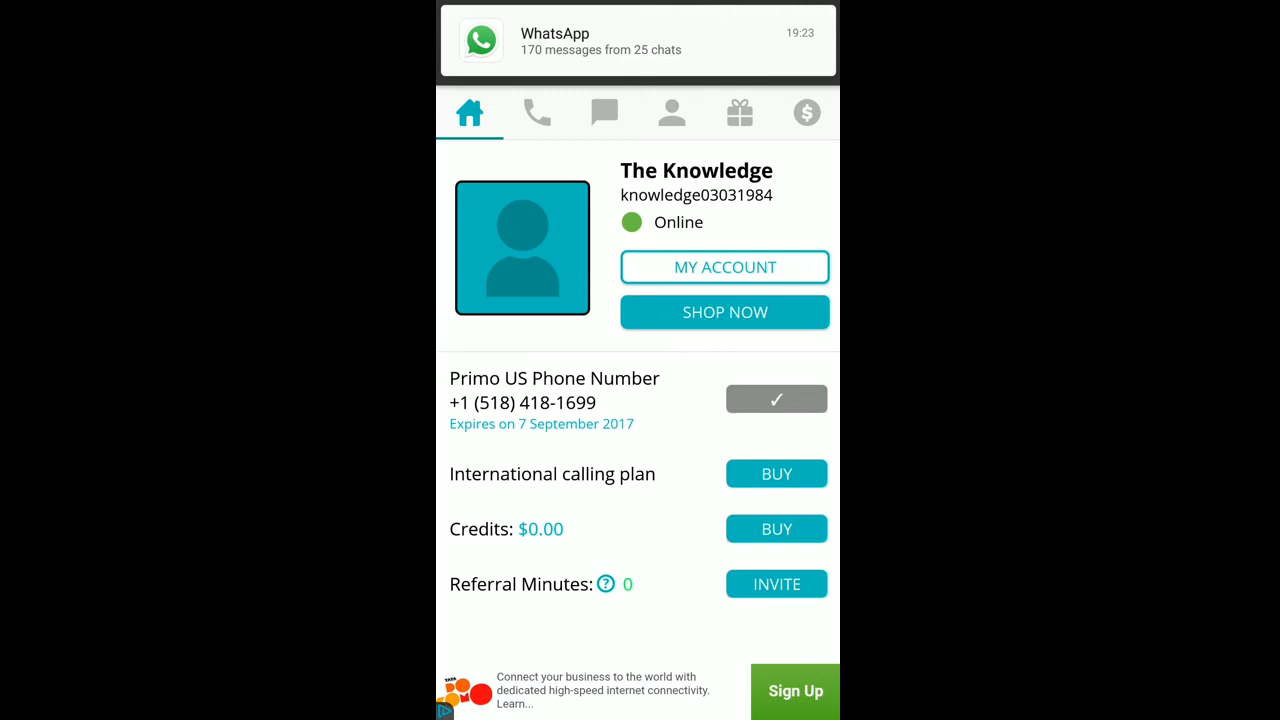 WhatsApp
19:23
170 messages from 25 chats
The Knowledge
knowledge03031984
Online
MY ACCOUNT
SHOP NOW
Primo US Phone Number
+1 (518) 418-1699
✓
Expires on 7 September 2017
International calling plan
BUY
Credits: $0.00
BUY
Referral Minutes: ? 0
INVITE
Connect your business to the world with
dedicated high-speed internet connectivity.
Learn...
Sign Up
TATA